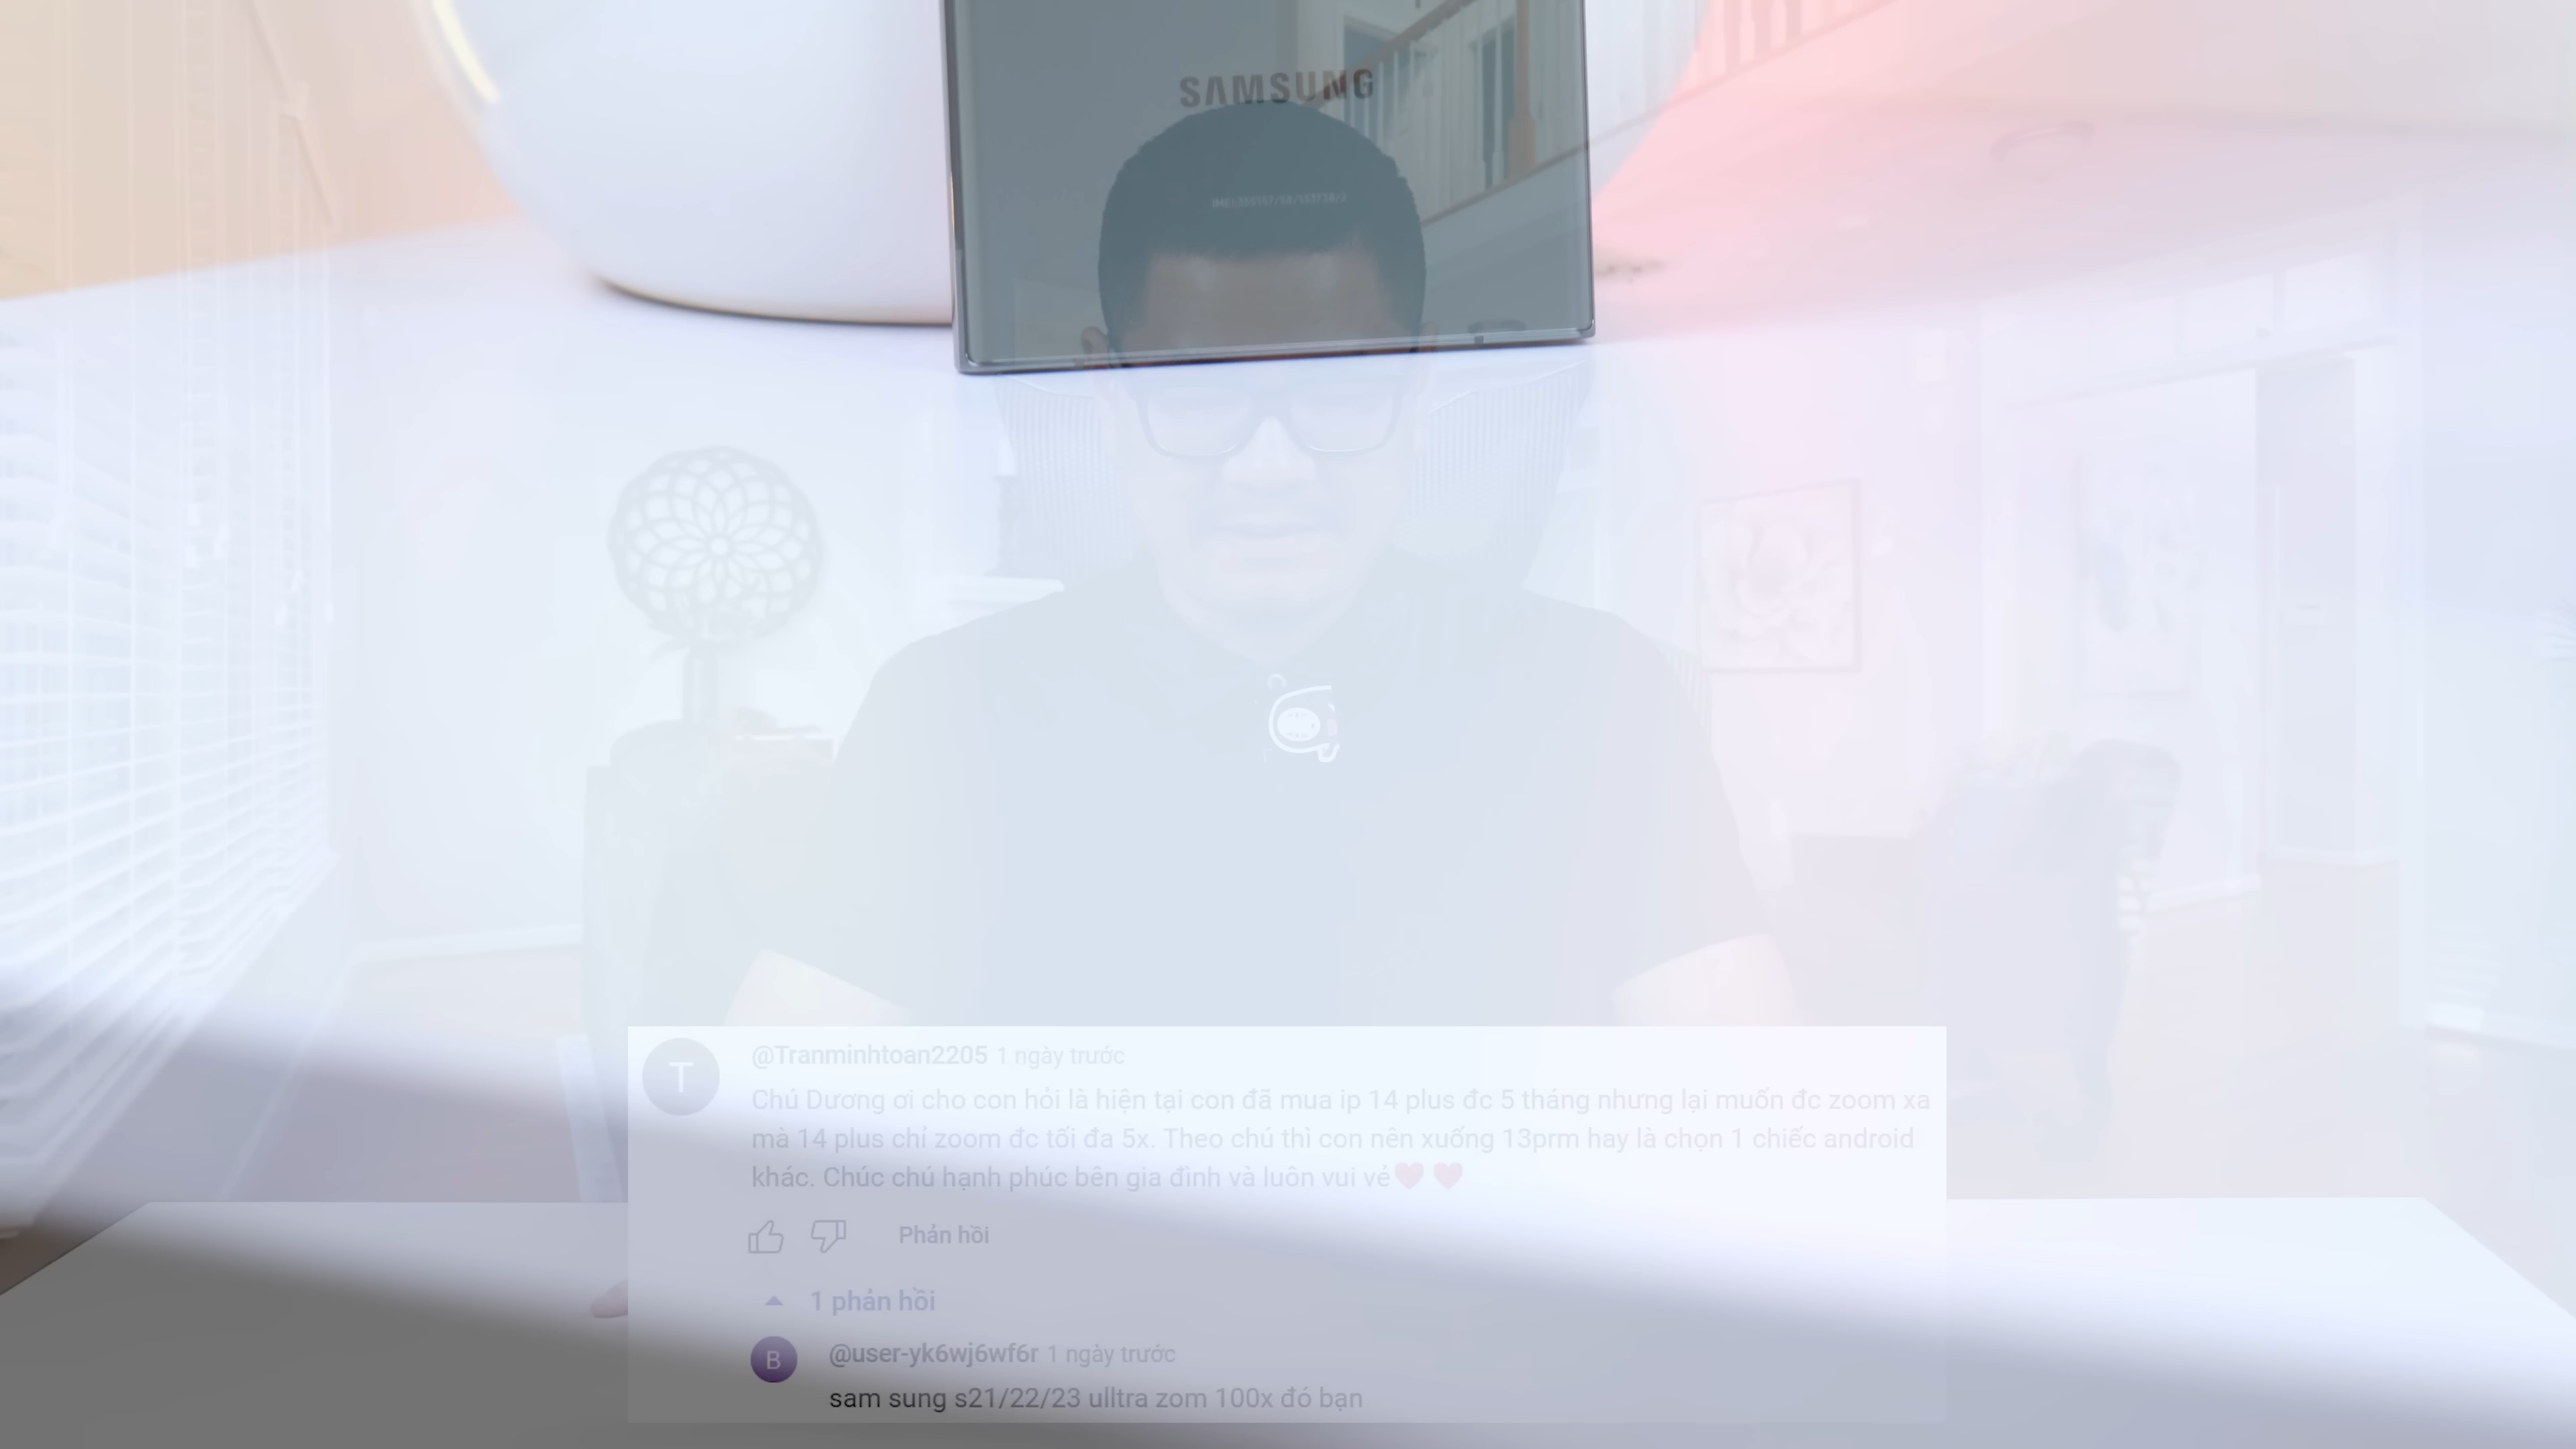 SAMSUNG
@Tranminhtoan2205 1 ngày trước
T
Chú Dương ơi cho con hỏi là hiện tại con đã mua ip 14 plus đc 5 tháng nhưng lại muốn đc zoom xa
mà 14 plus chỉ zoom đc tối đa 5x. Theo chú thì con nên xuống 13prm hay là chọn 1 chiếc android
khác. Chúc chú hạnh phúc bên gia đình và luôn vui vẻ❤️ ❤️
Phản hồi
1 phản hồi
@user-yk6wj6wf6r 1 ngày trước
B
sam sung s21/22/23 ulltra zom 100x đó bạn